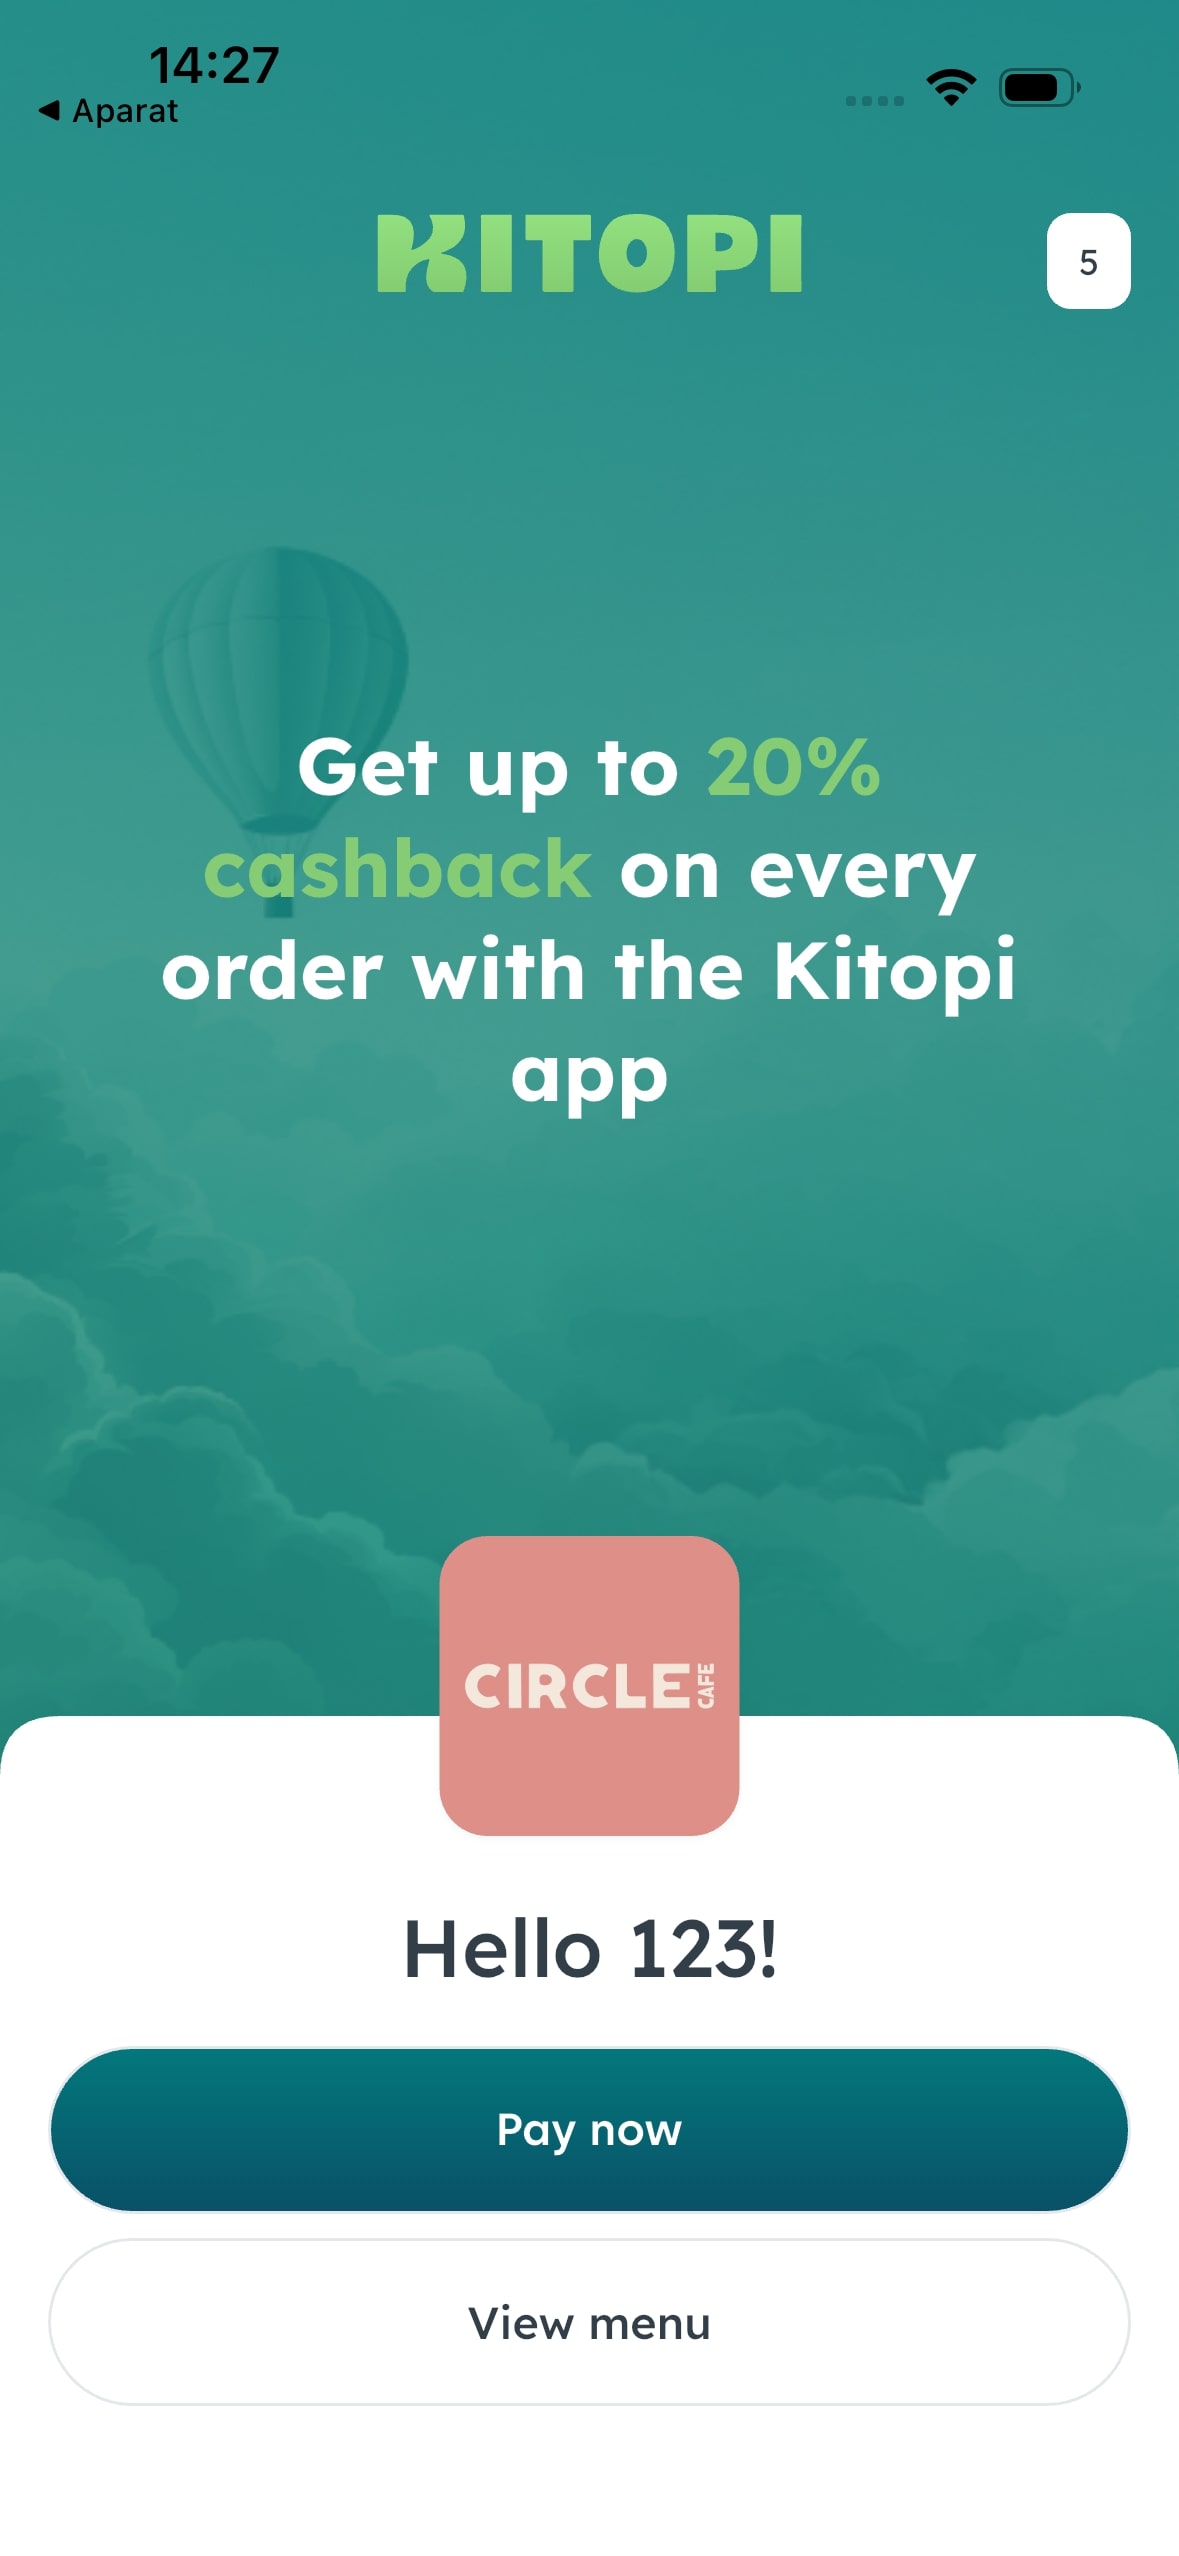 14:27
◀ Aparat
KITOPI
5
Get up to 20%
cashback on every
order with the Kitopi
app
CIRCLE CAFE
Hello 123!
Pay now
View menu